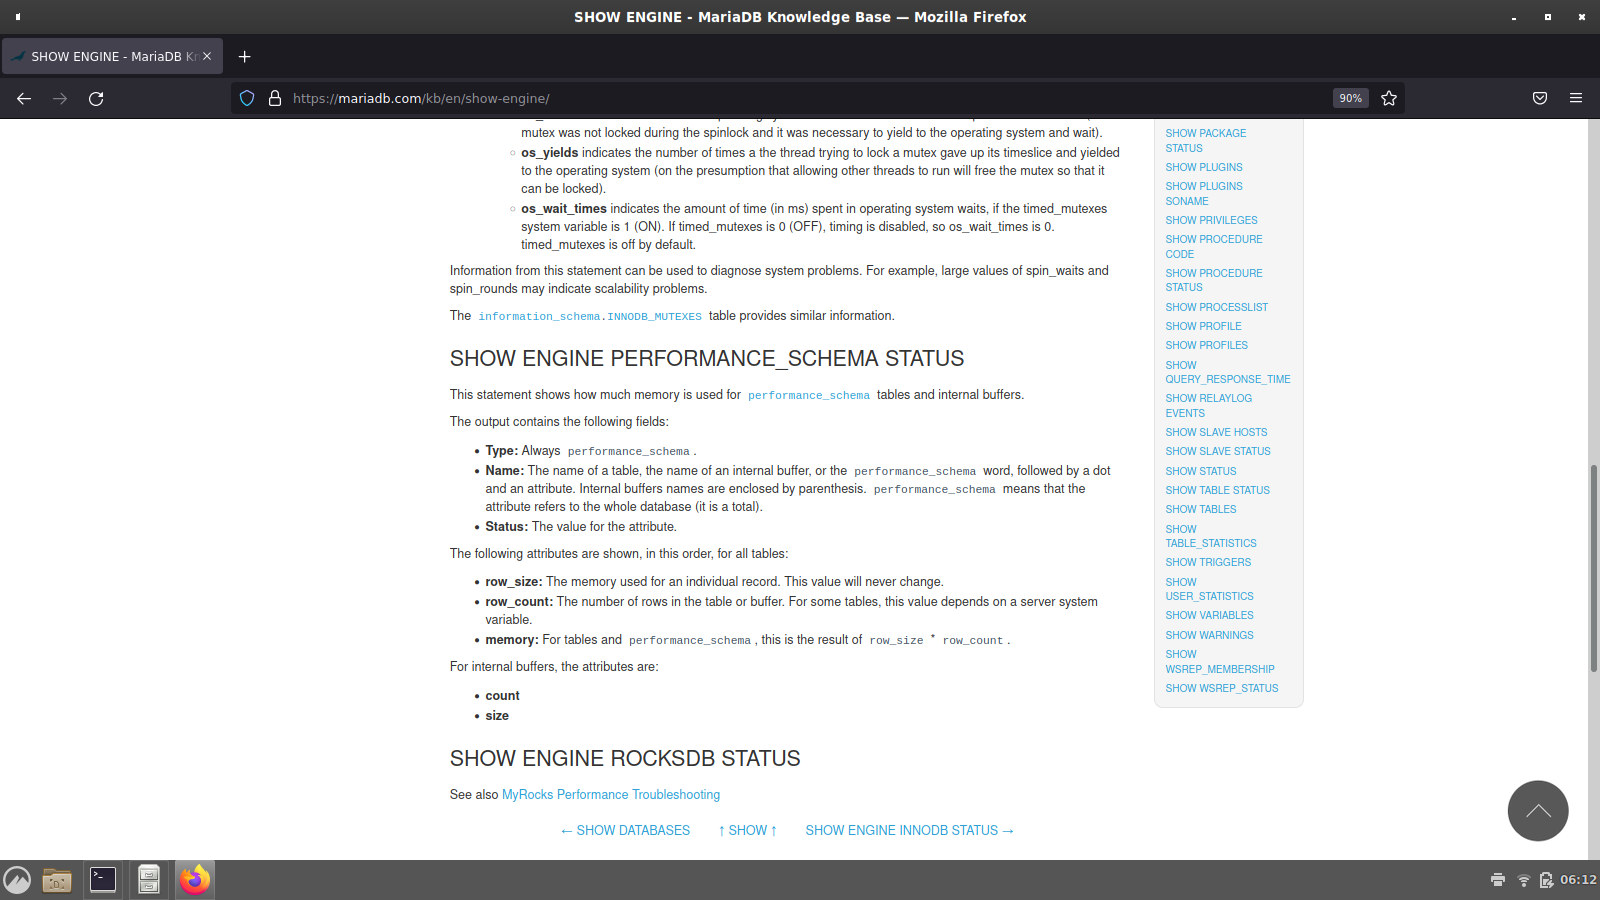 SHOW ENGINE - MariaDB Knowledge Base — Mozilla Firefox
SHOW ENGINE - MariaDB Kn
https://mariadb.com/kb/en/show-engine/
90%
mutex was not locked during the spinlock and it was necessary to yield to the operating system and wait).
os_yields indicates the number of times a the thread trying to lock a mutex gave up its timeslice and yielded
to the operating system (on the presumption that allowing other threads to run will free the mutex so that it
can be locked).
os_wait_times indicates the amount of time (in ms) spent in operating system waits, if the timed_mutexes
system variable is 1 (ON). If timed_mutexes is 0 (OFF), timing is disabled, so os_wait_times is 0.
timed_mutexes is off by default.
Information from this statement can be used to diagnose system problems. For example, large values of spin_waits and
spin_rounds may indicate scalability problems.
The information_schema.INNODB_MUTEXES table provides similar information.
SHOW ENGINE PERFORMANCE_SCHEMA STATUS
This statement shows how much memory is used for performance_schema tables and internal buffers.
The output contains the following fields:
• Type: Always performance_schema.
• Name: The name of a table, the name of an internal buffer, or the performance_schema word, followed by a dot
and an attribute. Internal buffers names are enclosed by parenthesis. performance_schema means that the
attribute refers to the whole database (it is a total).
• Status: The value for the attribute.
The following attributes are shown, in this order, for all tables:
• row_size: The memory used for an individual record. This value will never change.
• row_count: The number of rows in the table or buffer. For some tables, this value depends on a server system
variable.
• memory: For tables and performance_schema, this is the result of row_size * row_count.
For internal buffers, the attributes are:
• count
• size
SHOW ENGINE ROCKSDB STATUS
See also MyRocks Performance Troubleshooting
← SHOW DATABASES ↑ SHOW ↑ SHOW ENGINE INNODB STATUS →
SHOW PACKAGE
STATUS
SHOW PLUGINS
SHOW PLUGINS
SONAME
SHOW PRIVILEGES
SHOW PROCEDURE
CODE
SHOW PROCEDURE
STATUS
SHOW PROCESSLIST
SHOW PROFILE
SHOW PROFILES
SHOW
QUERY_RESPONSE_TIME
SHOW RELAYLOG
EVENTS
SHOW SLAVE HOSTS
SHOW SLAVE STATUS
SHOW STATUS
SHOW TABLE STATUS
SHOW TABLES
SHOW
TABLE_STATISTICS
SHOW TRIGGERS
SHOW
USER_STATISTICS
SHOW VARIABLES
SHOW WARNINGS
SHOW
WSREP_MEMBERSHIP
SHOW WSREP_STATUS
06:12